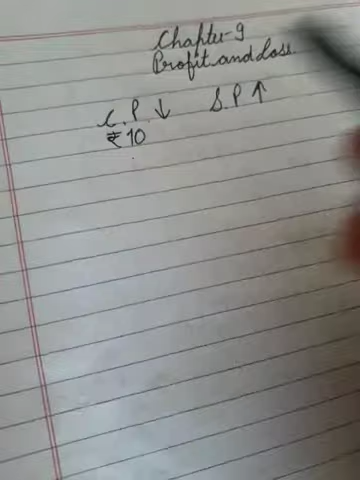 Chapter-9
Profit and Loss
C.P ↓ S.P ↑
₹ 10